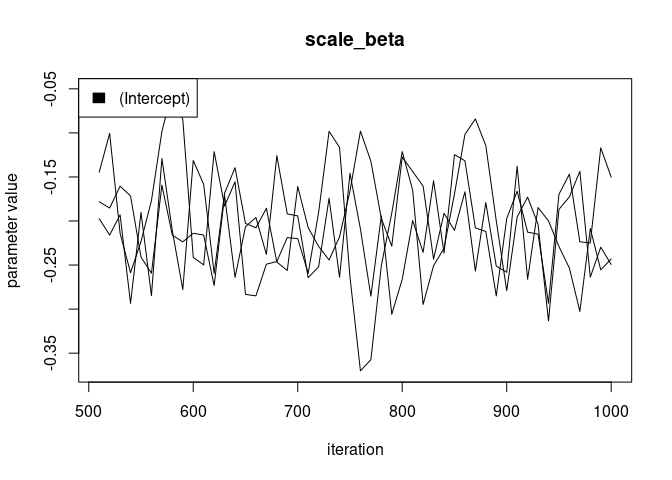 scale_beta
(Intercept)
parameter value
-0.05
-0.15
-0.25
-0.35
500 600 700 800 900 1000
iteration